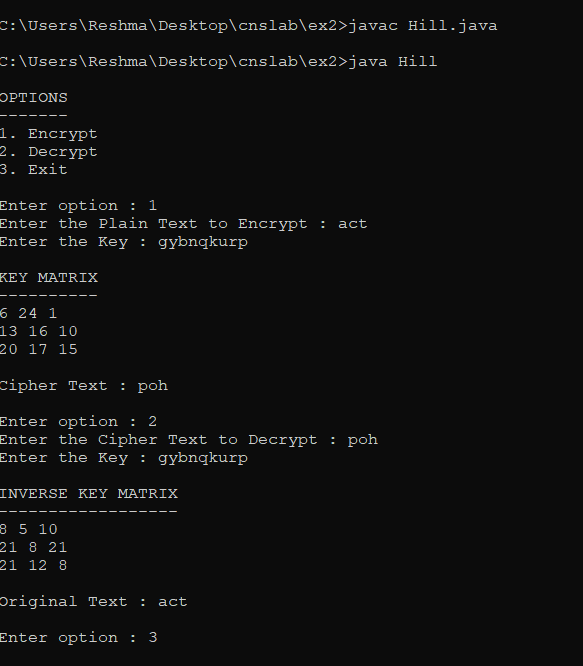 C:\Users\Reshma\Desktop\cnslab\ex2>javac Hill.java
C:\Users\Reshma\Desktop\cnslab\ex2>java Hill
OPTIONS
-------
1. Encrypt
2. Decrypt
3. Exit
Enter option : 1
Enter the Plain Text to Encrypt : act
Enter the Key : gybnqkurp
KEY MATRIX
----------
6 24 1
13 16 10
20 17 15
Cipher Text : poh
Enter option : 2
Enter the Cipher Text to Decrypt : poh
Enter the Key : gybnqkurp
INVERSE KEY MATRIX
------------------
8 5 10
21 8 21
21 12 8
Original Text : act
Enter option : 3